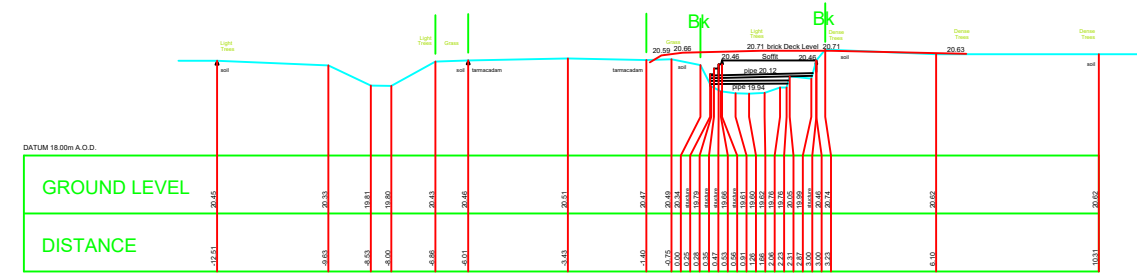 Bk
Bk
Light
Trees
Light
Trees
Grass
Grass
Light
Trees
Dense
Trees
Dense
Trees
Dense
Trees
20.59
20.66
20.71 brick Deck Level
20.71
20.63
soil
soil
tarmacadam
tarmacadam
soil
20.46
Soffit
20.46
soil
soil
pipe 20.12
pipe 19.94
DATUM 18.00m A.O.D.
GROUND LEVEL
20.45
20.33
19.81
19.80
20.43
20.46
20.51
20.47
20.49
20.34
structure
19.79
structure
structure
19.66
structure
19.61
19.60
19.62
19.76
19.76
20.05
19.99
structure
20.46
20.74
20.62
20.62
DISTANCE
-12.51
-9.63
-8.53
-8.00
-6.86
-6.01
-3.43
-1.40
-0.75
0.00
0.25
0.28
0.35
0.47
0.53
0.56
0.91
1.26
1.66
2.06
2.23
2.31
2.87
3.00
3.00
3.23
6.10
10.31